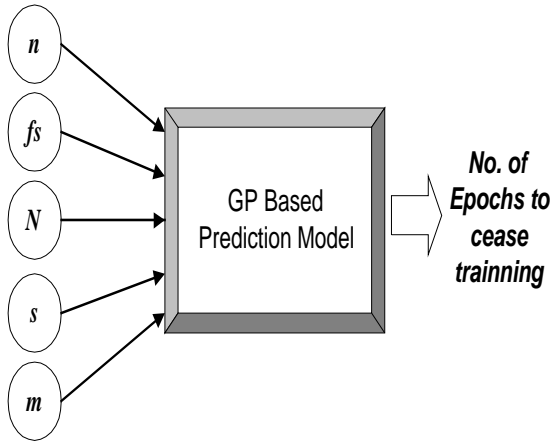 n
fs
N
s
m
GP Based
Prediction Model
No. of
Epochs to
cease
trainning